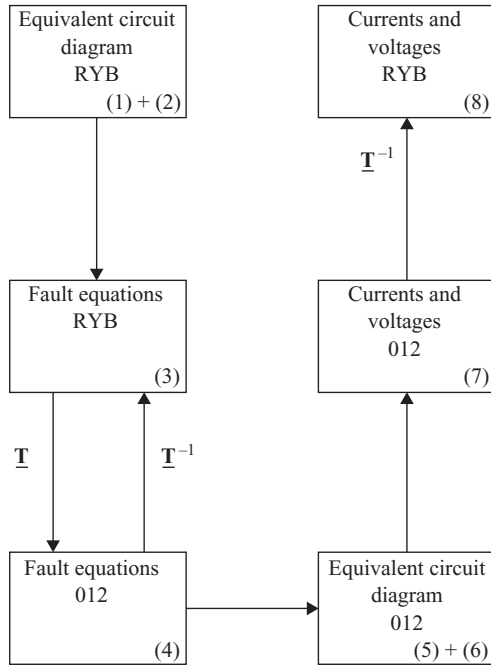 Equivalent circuit
diagram
RYB
(1) + (2)
Currents and
voltages
RYB
(8)
T⁻¹
Fault equations
RYB
(3)
Currents and
voltages
012
(7)
T
T⁻¹
Fault equations
012
(4)
Equivalent circuit
diagram
012
(5) + (6)